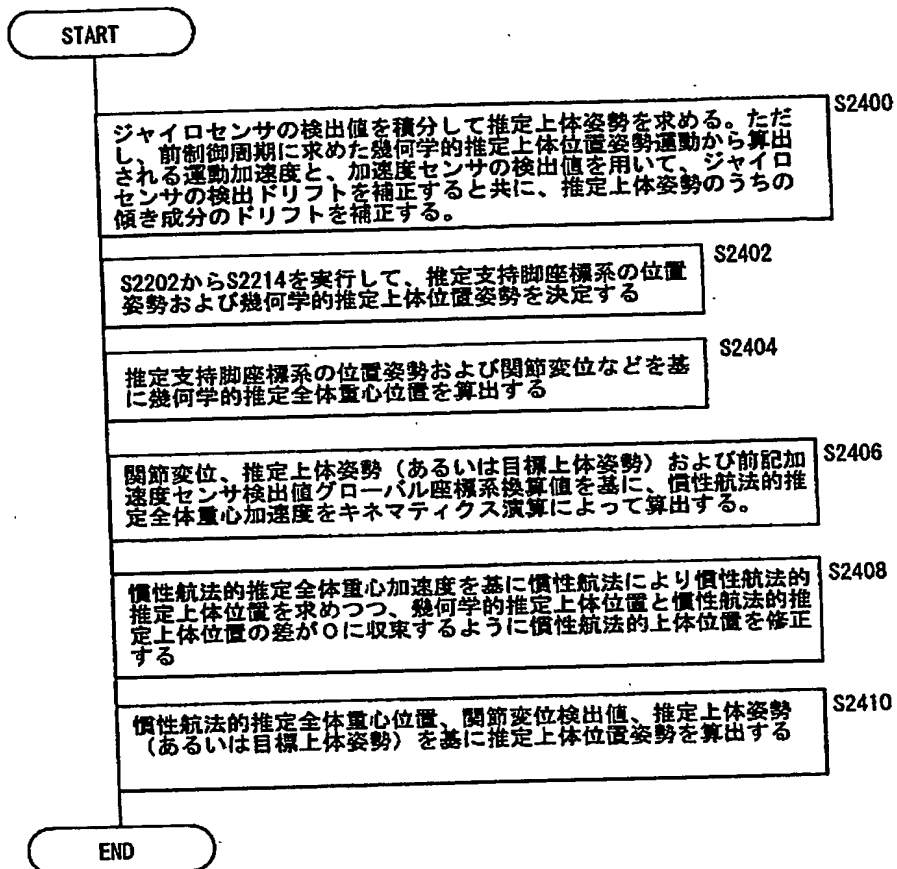 START
S2400
ジャイロセンサの検出値を積分して推定上体姿勢を求める。ただ
し、前制御周期に求めた幾何学的推定上体位置姿勢運動から算出
される運動加速度と、加速度センサの検出値を用いて、ジャイロ
センサの検出ドリフトを補正すると共に、推定上体姿勢のうちの
傾き成分のドリフトを補正する。
S2402
S2202からS2214を実行して、推定支持脚座標系の位置
姿勢および幾何学的推定上体位置姿勢を決定する
S2404
推定支持脚座標系の位置姿勢および関節変位などを基
に幾何学的推定全体重心位置を算出する
S2406
関節変位、推定上体姿勢（あるいは目標上体姿勢）および前記加
速度センサ検出値グローバル座標系換算値を基に、慣性航法的推
定全体重心加速度をキネマティクス演算によって算出する。
S2408
慣性航法的推定全体重心加速度を基に慣性航法により慣性航法的
推定上体位置を求めつつ、幾何学的推定上体位置と慣性航法的推
定上体位置の差が０に収束するように慣性航法的上体位置を修正
する
S2410
慣性航法的推定全体重心位置、関節変位検出値、推定上体姿勢
（あるいは目標上体姿勢）を基に推定上体位置姿勢を算出する
END